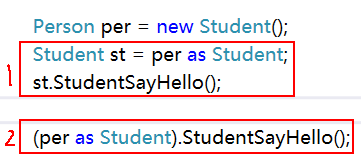 Person per = new Student();
Student st = per as Student;
1
st.StudentSayHello();
2 (per as Student).StudentSayHello();